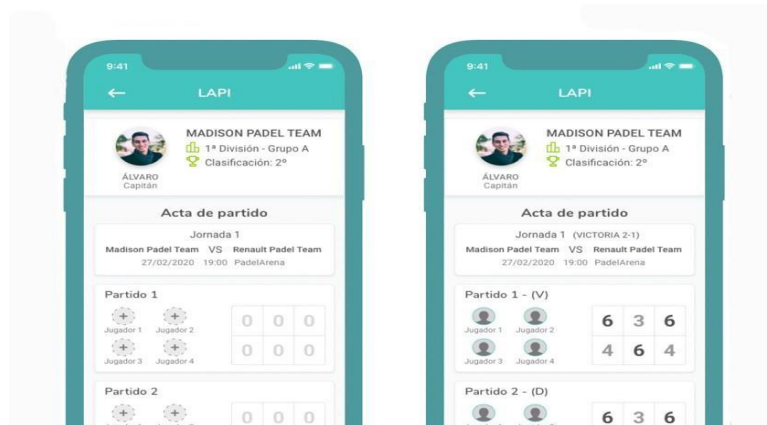 9:41
LAPI
MADISON PADEL TEAM
1ª División - Grupo A
Clasificación: 2º
ÁLVARO
Capitán
Acta de partido
Jornada 1
Madison Padel Team VS Renault Padel Team
27/02/2020 19:00 PadelArena
Partido 1
Jugador 1 Jugador 2
0 0 0
Jugador 3 Jugador 4
0 0 0
Partido 2
0 0 0
9:41
LAPI
MADISON PADEL TEAM
1ª División - Grupo A
Clasificación: 2º
ÁLVARO
Capitán
Acta de partido
Jornada 1 (VICTORIA 2-1)
Madison Padel Team VS Renault Padel Team
27/02/2020 19:00 PadelArena
Partido 1 - (V)
Jugador 1 Jugador 2
6 3 6
Jugador 3 Jugador 4
4 6 4
Partido 2 - (D)
6 3 6